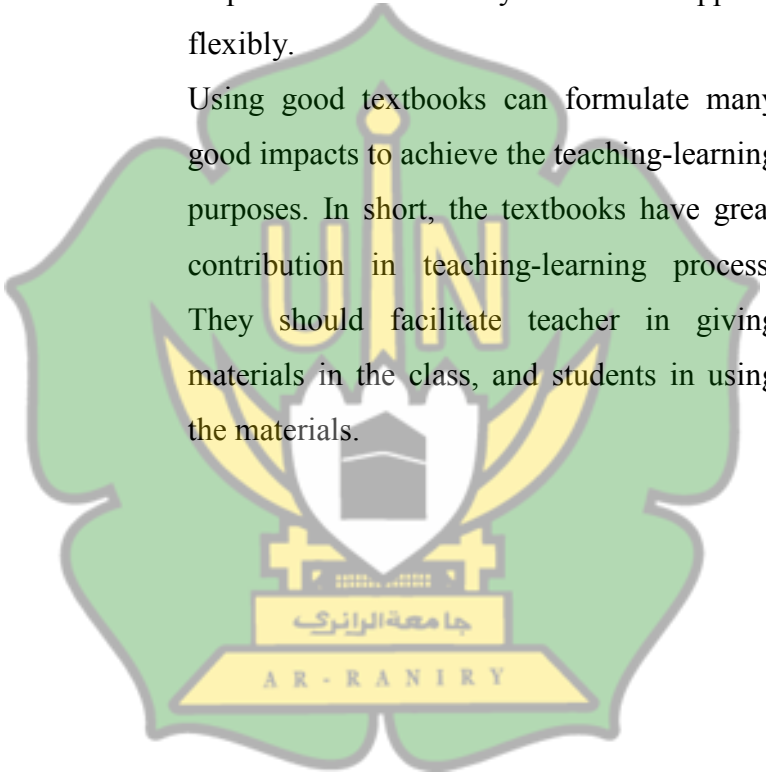 flexibly.
Using good textbooks can formulate many
good impacts to achieve the teaching-learning
purposes. In short, the textbooks have grea
contribution in teaching-learning process
They should facilitate teacher in giving
materials in the class, and students in using
the materials.
UIN
جامعة الرانري
AR-RANIRY